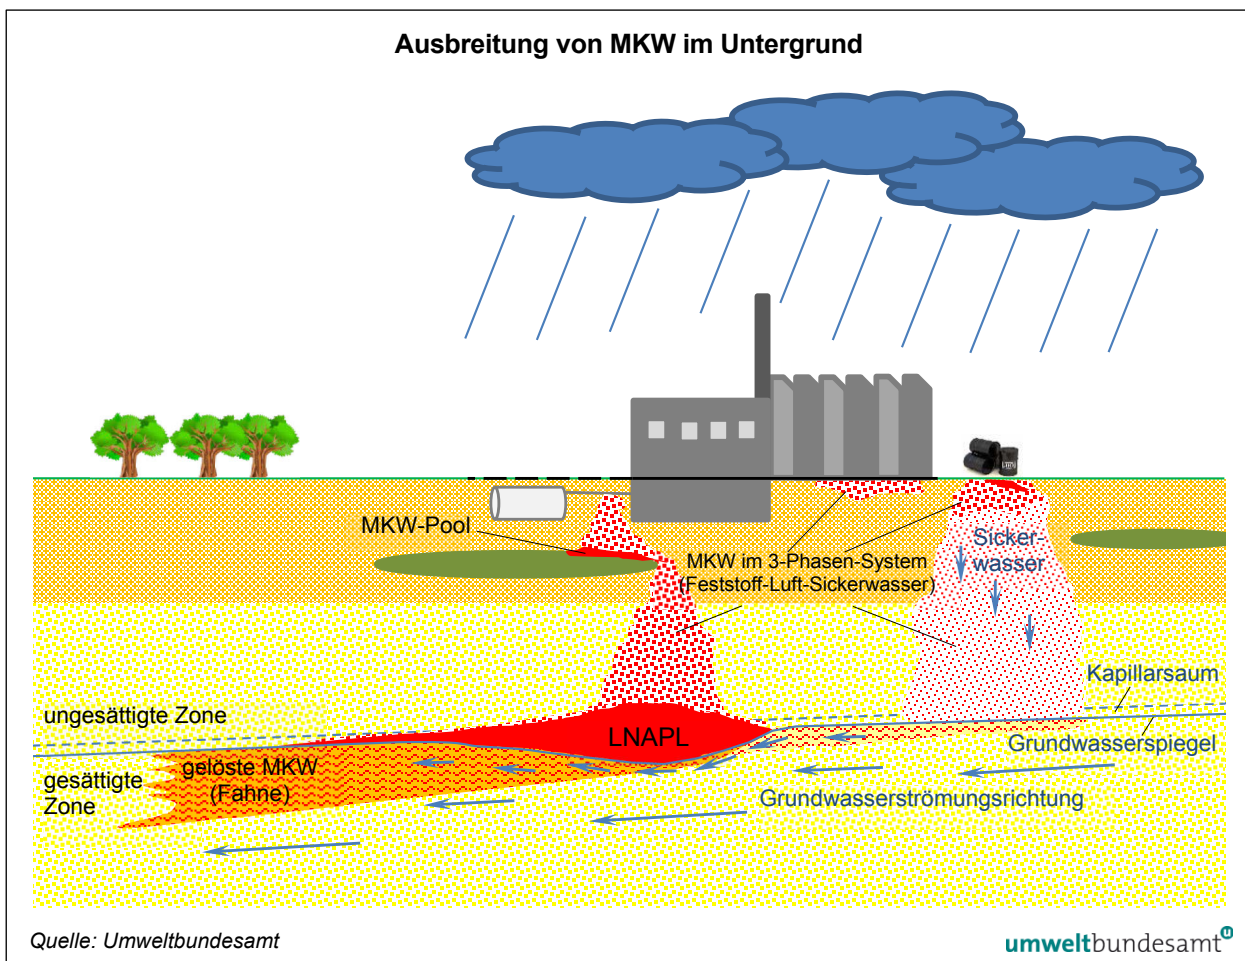 Ausbreitung von MKW im Untergrund
MKW-Pool
MKW im 3-Phasen-System
(Feststoff-Luft-Sickerwasser)
Sicker-
wasser
Kapillarsaum
ungesättigte Zone
LNAPL
Grundwasserspiegel
gesättigte
Zone
gelöste MKW
(Fahne)
Grundwasserströmungsrichtung
Quelle: Umweltbundesamt
umweltbundesamt
u